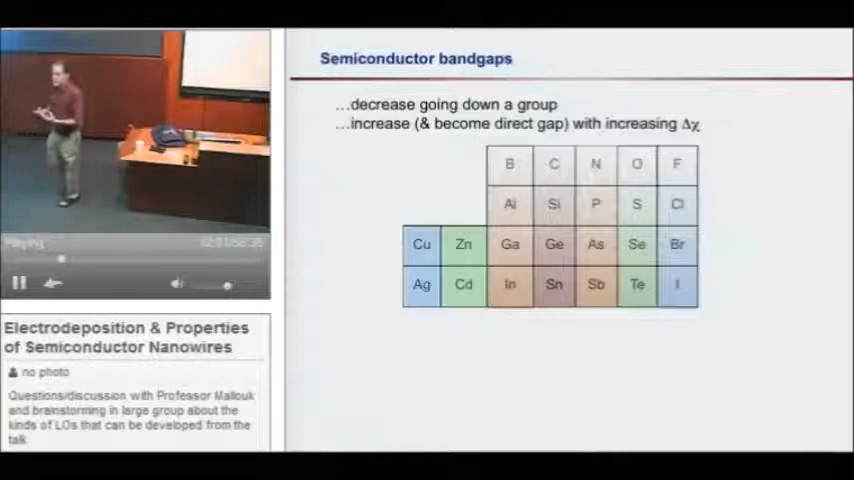 Semiconductor bandgaps
...decrease going down a group
...increase (& become direct gap) with increasing Δχ
B C N O F
Al Si P S Cl
Cu Zn Ga Ge As Se Br
Ag Cd In Sn Sb Te I
Playing
Electrodeposition & Properties
of Semiconductor Nanowires
no photo
Questions/discussion with Professor Mallouk
and brainstorming in large group about the
kinds of LOs that can be developed from the
talk